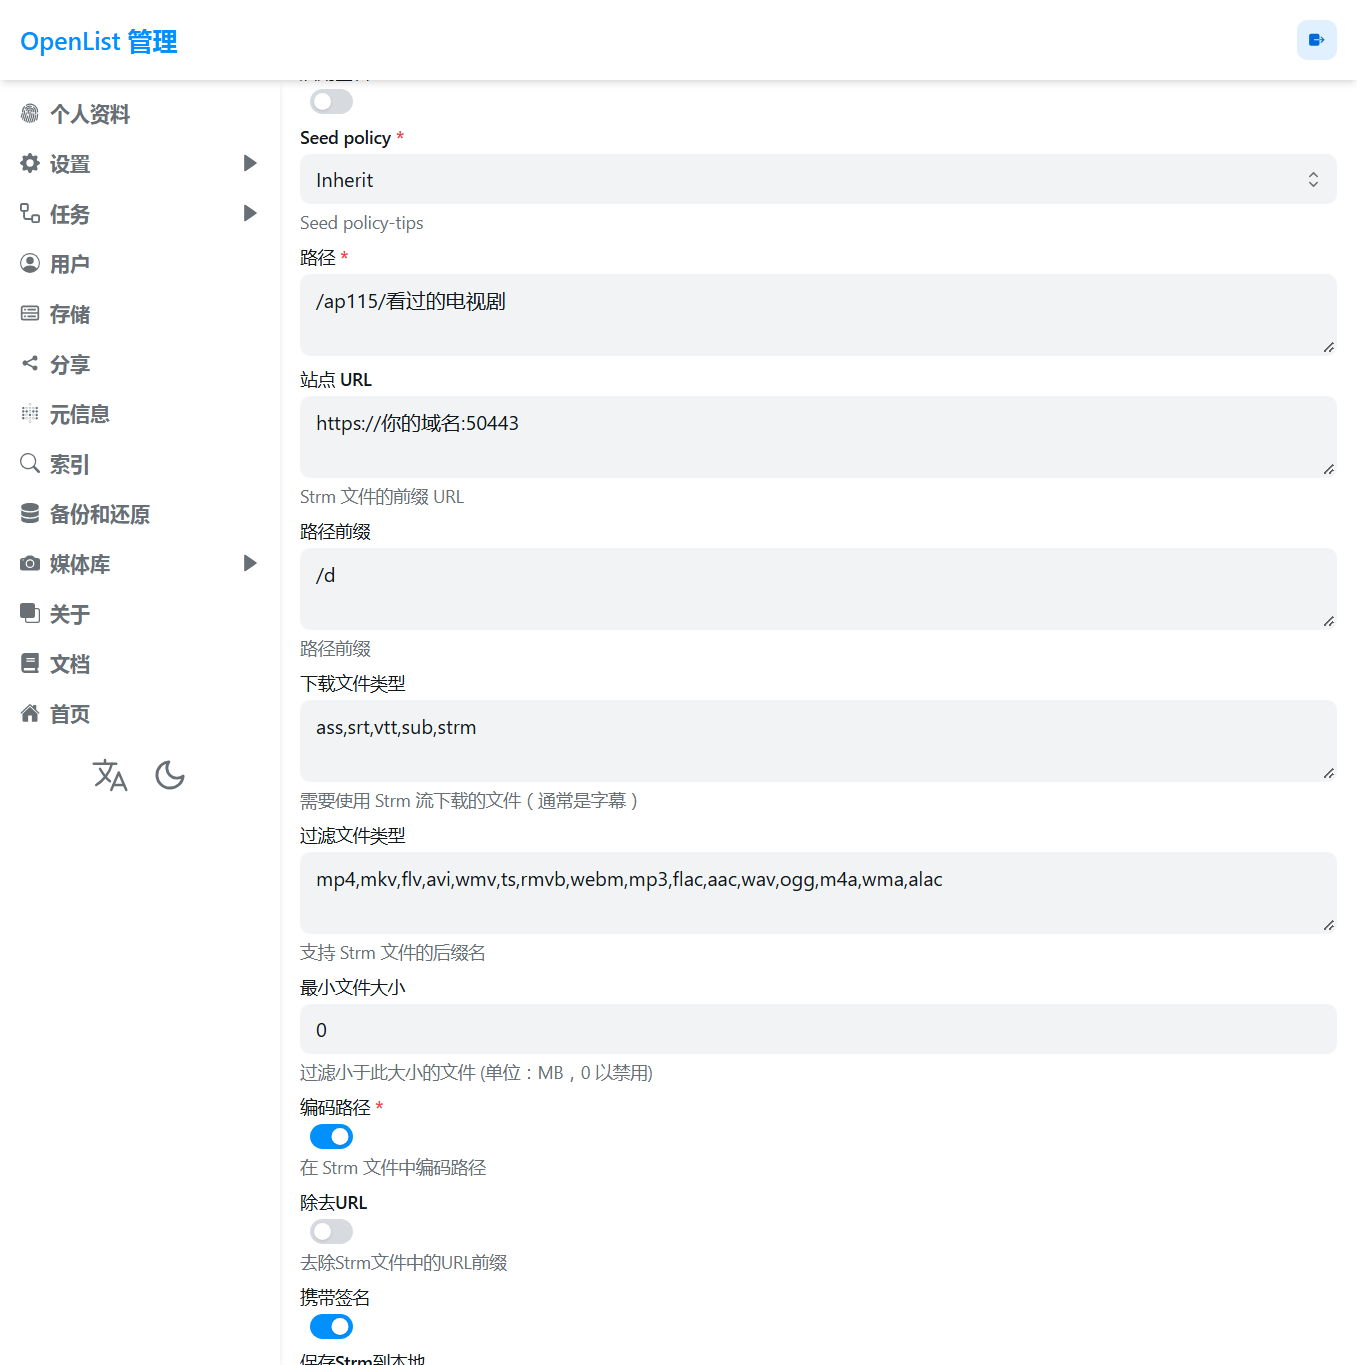 OpenList 管理
个人资料
设置
任务
用户
存储
分享
元信息
索引
备份和还原
媒体库
关于
文档
首页
Seed policy *
Inherit
Seed policy-tips
路径 *
/ap115/看过的电视剧
站点 URL
https://你的域名:50443
Strm 文件的前缀 URL
路径前缀
/d
路径前缀
下载文件类型
ass,srt,vtt,sub,strm
需要使用 Strm 流下载的文件（通常是字幕）
过滤文件类型
mp4,mkv,flv,avi,wmv,ts,rmvb,webm,mp3,flac,aac,wav,ogg,m4a,wma,alac
支持 Strm 文件的后缀名
最小文件大小
0
过滤小于此大小的文件 (单位：MB，0 以禁用)
编码路径 *
在 Strm 文件中编码路径
除去URL
去除Strm文件中的URL前缀
携带签名
保存Strm到本地